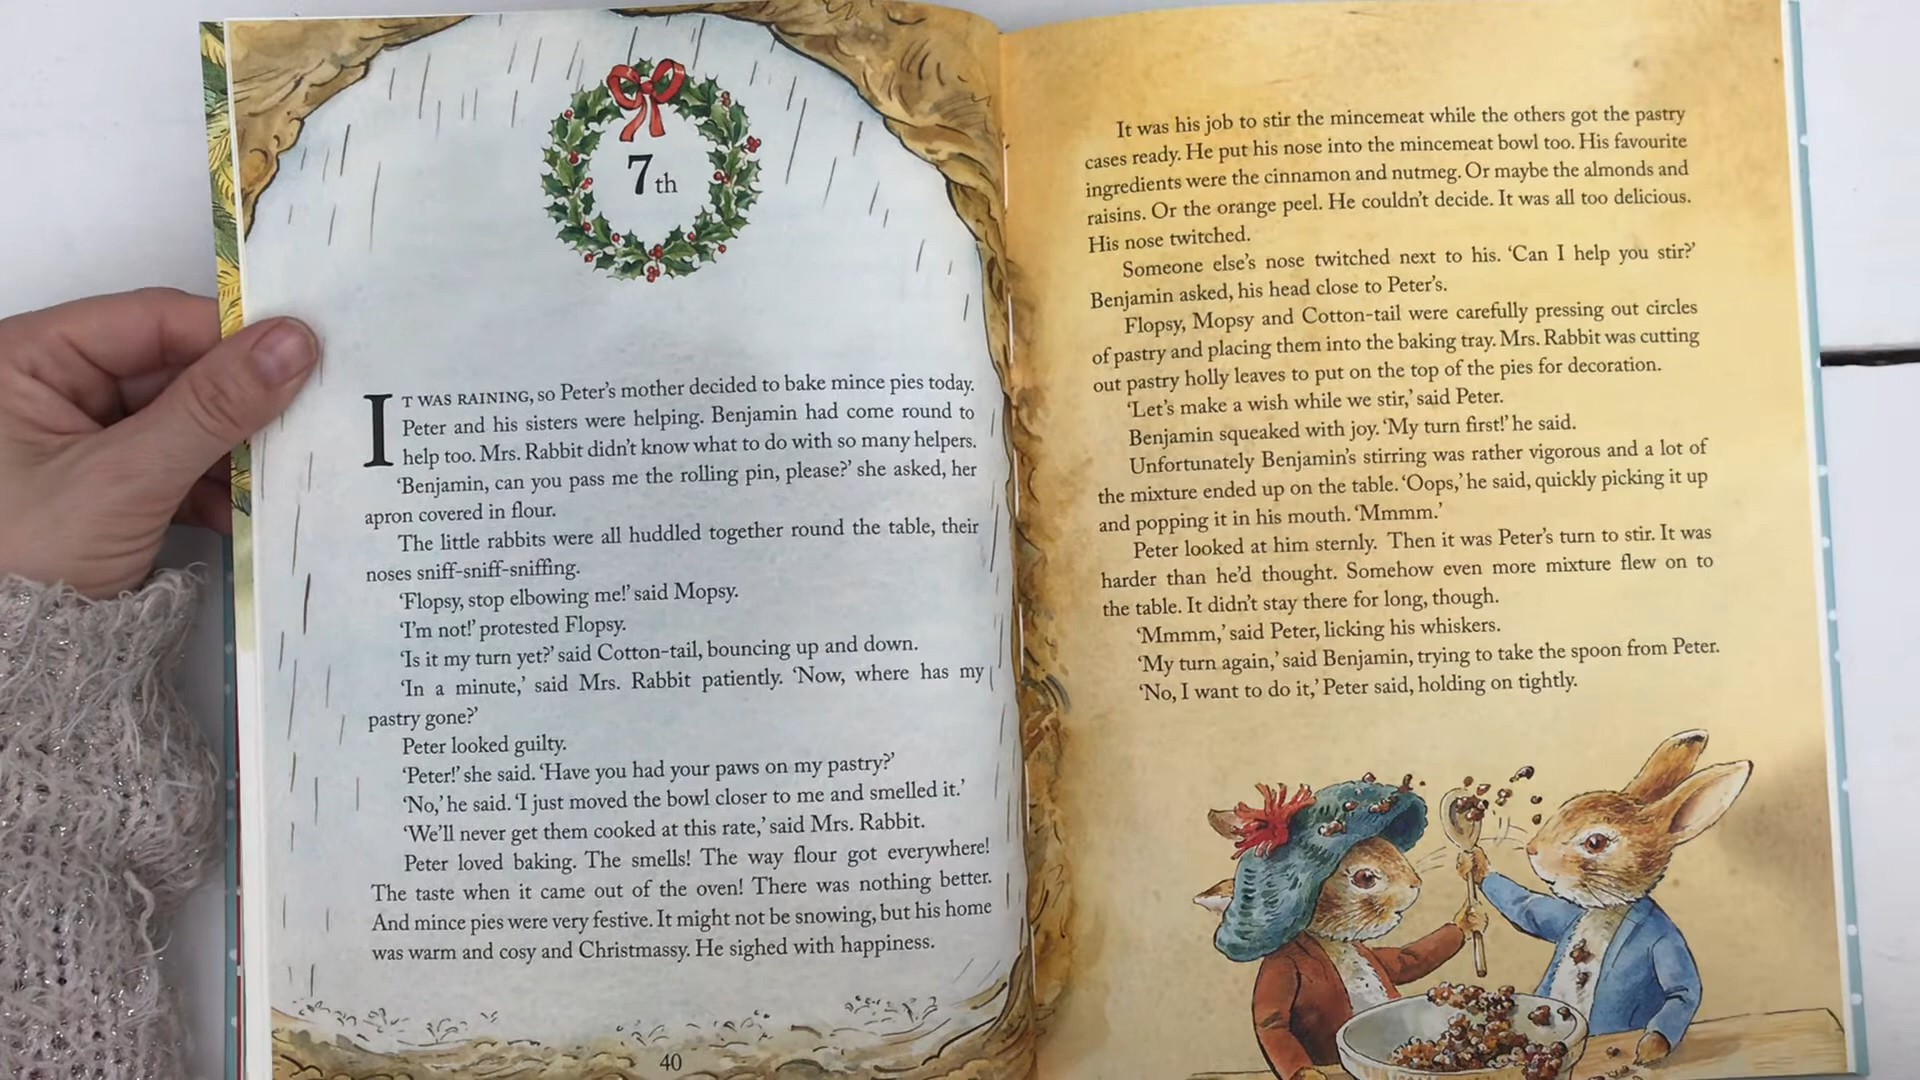 7th
IT WAS RAINING, so Peter's mother decided to bake mince pies today.
Peter and his sisters were helping. Benjamin had come round to
help too. Mrs. Rabbit didn't know what to do with so many helpers.
‘Benjamin, can you pass me the rolling pin, please?’ she asked, her
apron covered in flour.
The little rabbits were all huddled together round the table, their
noses sniff-sniff-sniffing.
‘Flopsy, stop elbowing me!’ said Mopsy.
‘I'm not!’ protested Flopsy.
‘Is it my turn yet?’ said Cotton-tail, bouncing up and down.
‘In a minute,’ said Mrs. Rabbit patiently. ‘Now, where has my
pastry gone?’
Peter looked guilty.
‘Peter!’ she said. ‘Have you had your paws on my pastry?’
‘No,’ he said. ‘I just moved the bowl closer to me and smelled it.’
‘We'll never get them cooked at this rate,’ said Mrs. Rabbit.
Peter loved baking. The smells! The way flour got everywhere!
The taste when it came out of the oven! There was nothing better.
And mince pies were very festive. It might not be snowing, but his home
was warm and cosy and Christmassy. He sighed with happiness.
40
It was his job to stir the mincemeat while the others got the pastry
cases ready. He put his nose into the mincemeat bowl too. His favourite
ingredients were the cinnamon and nutmeg. Or maybe the almonds and
raisins. Or the orange peel. He couldn't decide. It was all too delicious.
His nose twitched.
Someone else's nose twitched next to his. ‘Can I help you stir?’
Benjamin asked, his head close to Peter's.
Flopsy, Mopsy and Cotton-tail were carefully pressing out circles
of pastry and placing them into the baking tray. Mrs. Rabbit was cutting
out pastry holly leaves to put on the top of the pies for decoration.
‘Let's make a wish while we stir,’ said Peter.
Benjamin squeaked with joy. ‘My turn first!’ he said.
Unfortunately Benjamin's stirring was rather vigorous and a lot of
the mixture ended up on the table. ‘Oops,’ he said, quickly picking it up
and popping it in his mouth. ‘Mmmm.’
Peter looked at him sternly. Then it was Peter's turn to stir. It was
harder than he'd thought. Somehow even more mixture flew on to
the table. It didn't stay there for long, though.
‘Mmmm,’ said Peter, licking his whiskers.
‘My turn again,’ said Benjamin, trying to take the spoon from Peter.
‘No, I want to do it,’ Peter said, holding on tightly.